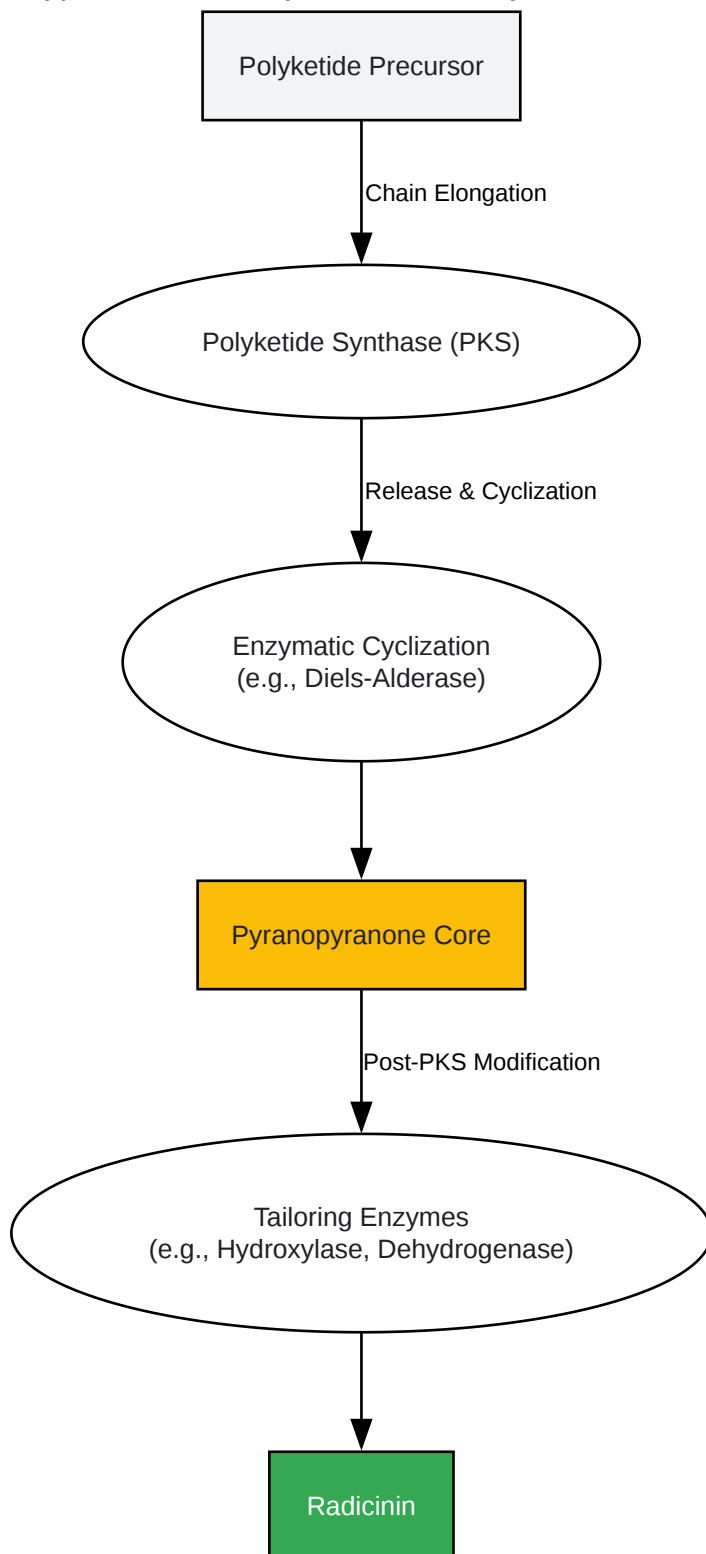 Polyketide Precursor
Chain Elongation
Polyketide Synthase (PKS)
Release & Cyclization
Enzymatic Cyclization
(e.g., Diels-Alderase)
Pyranopyranone Core
Post-PKS Modification
Tailoring Enzymes
(e.g., Hydroxylase, Dehydrogenase)
Radicinin